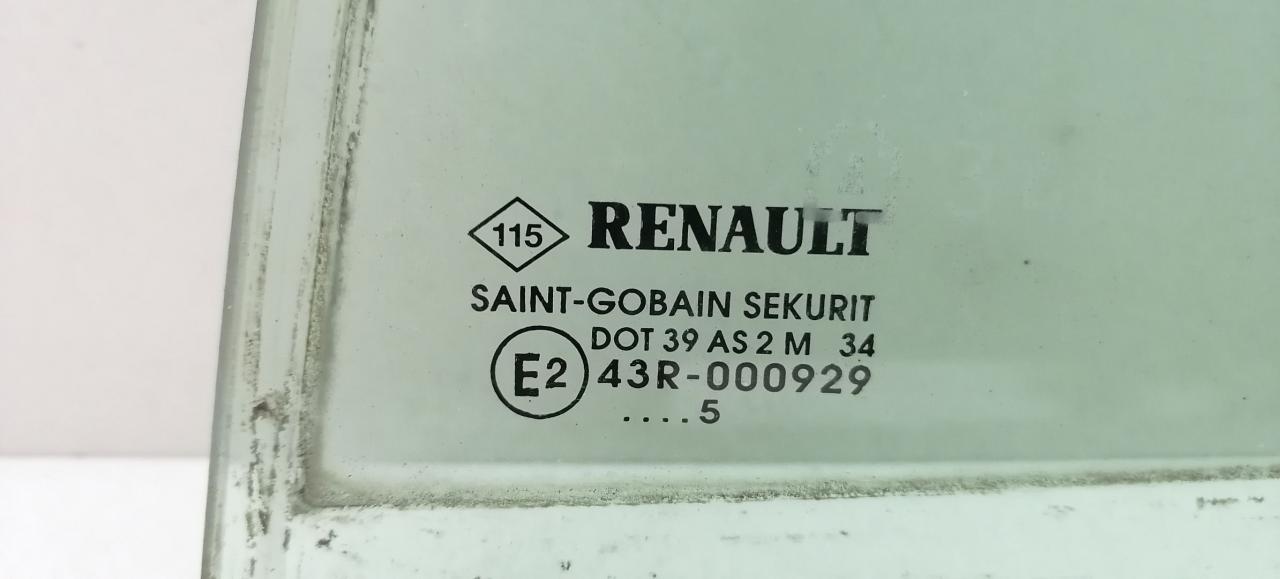 115 RENAULT
SAINT-GOBAIN SEKURIT
DOT 39 AS 2 M 34
E2 43R-000929
....5